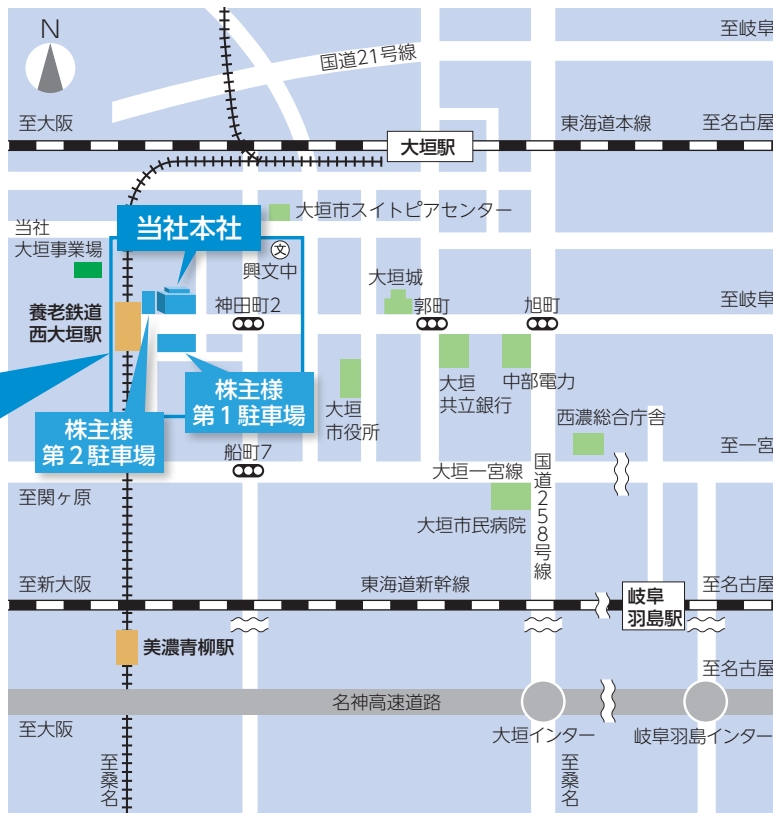 N
至岐阜
国道21号線
至大阪
東海道本線
至名古屋
大垣駅
大垣市スイトピアセンター
当社本社
当社
大垣事業場
文
興文中
大垣城
養老鉄道
西大垣駅
神田町2
郭町
旭町
至岐阜
株主様
第1駐車場
大垣
市役所
大垣
共立銀行
中部電力
株主様
第2駐車場
西濃総合庁舎
船町7
至一宮
大垣一宮線
国道258号線
至関ヶ原
大垣市民病院
至新大阪
東海道新幹線
岐阜
羽島駅
至名古屋
美濃青柳駅
至名古屋
名神高速道路
至大阪
大垣インター
岐阜羽島インター
至桑名
至桑名